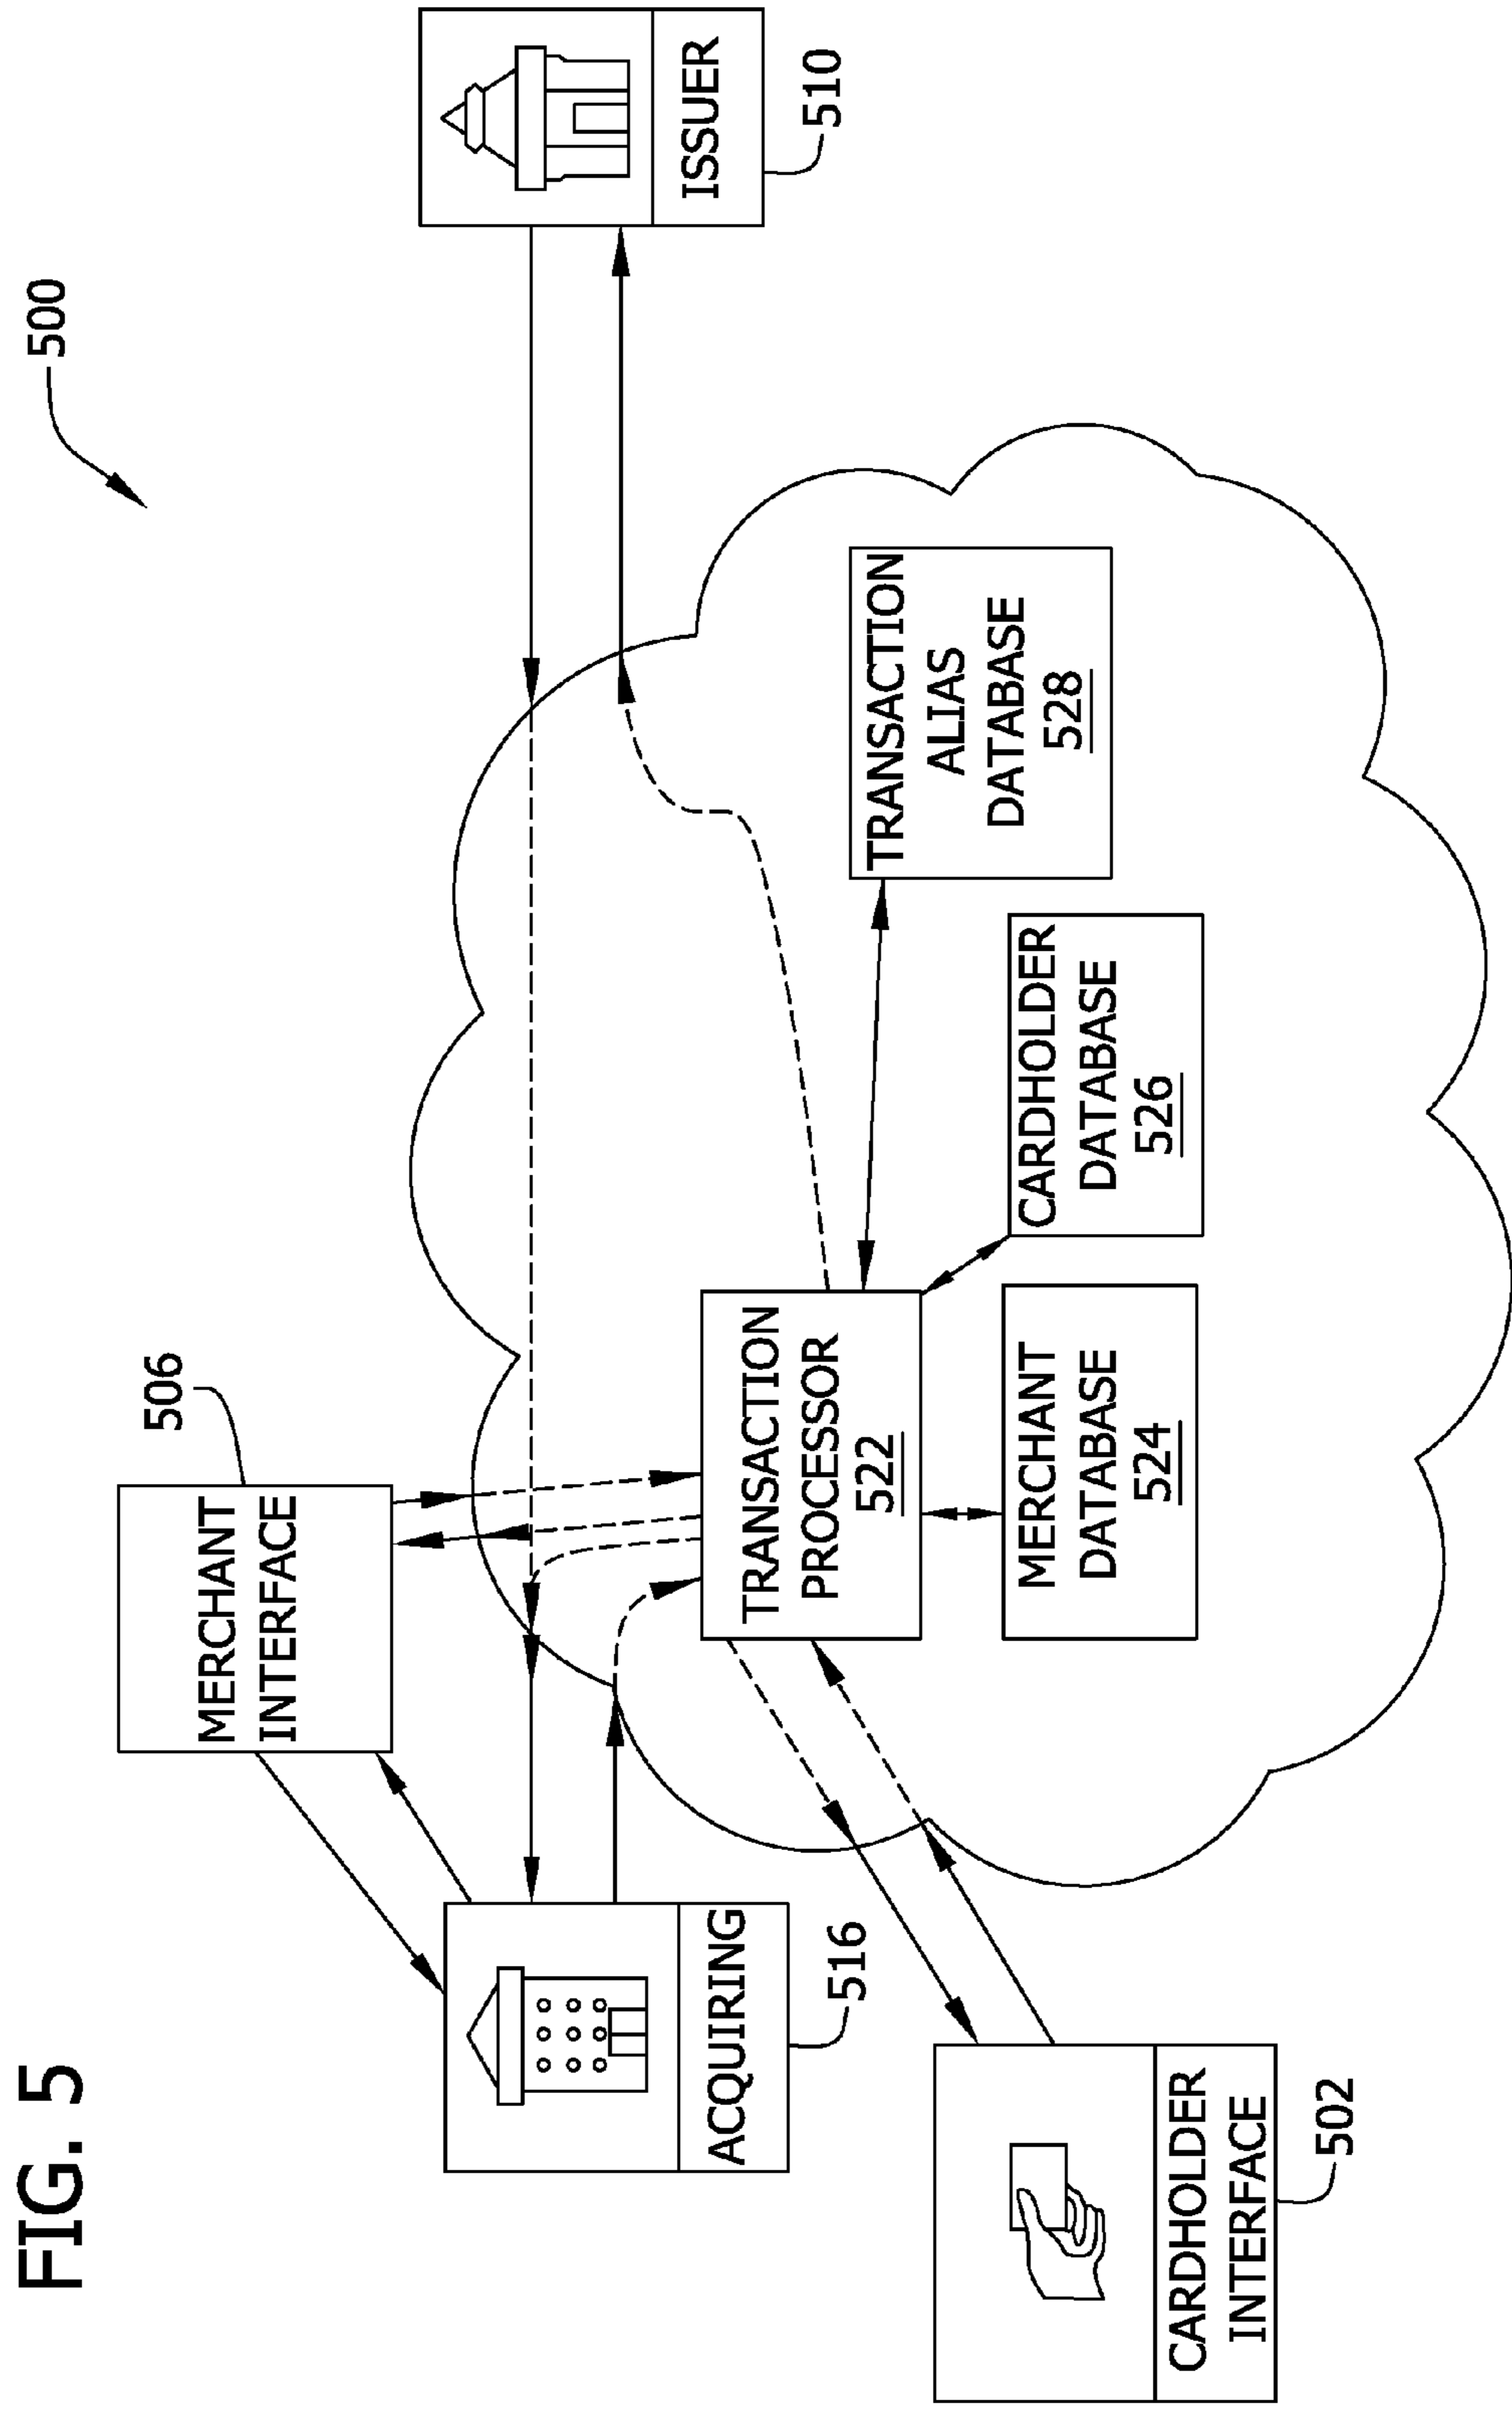 FIG. 5
500
506
MERCHANT
INTERFACE
ISSUER
510
ACQUIRING
516
TRANSACTION
PROCESSOR
522
TRANSACTION
ALIAS
DATABASE
528
CARDHOLDER
DATABASE
526
MERCHANT
DATABASE
524
CARDHOLDER
INTERFACE
502